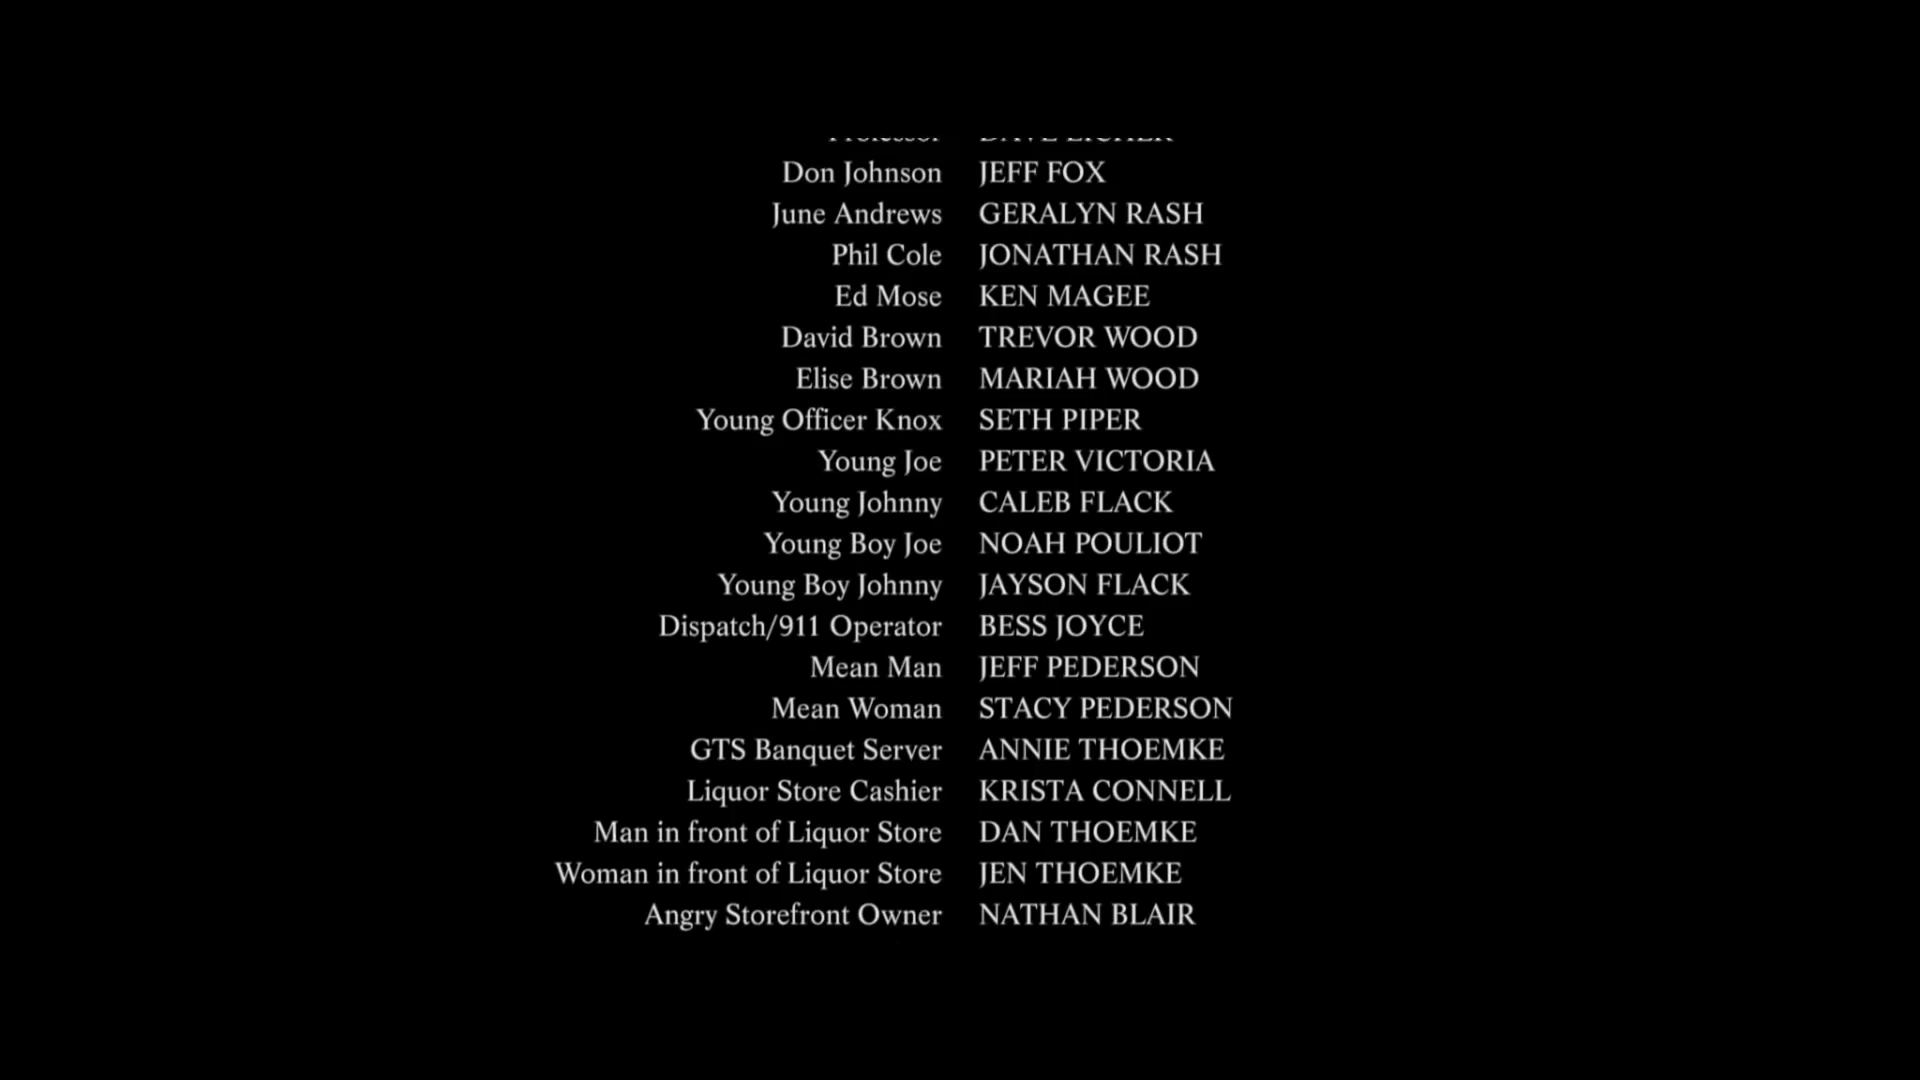 Professor
Don Johnson JEFF FOX
June Andrews GERALYN RASH
Phil Cole JONATHAN RASH
Ed Mose KEN MAGEE
David Brown TREVOR WOOD
Elise Brown MARIAH WOOD
Young Officer Knox SETH PIPER
Young Joe PETER VICTORIA
Young Johnny CALEB FLACK
Young Boy Joe NOAH POULIOT
Young Boy Johnny JAYSON FLACK
Dispatch/911 Operator BESS JOYCE
Mean Man JEFF PEDERSON
Mean Woman STACY PEDERSON
GTS Banquet Server ANNIE THOEMKE
Liquor Store Cashier KRISTA CONNELL
Man in front of Liquor Store DAN THOEMKE
Woman in front of Liquor Store JEN THOEMKE
Angry Storefront Owner NATHAN BLAIR